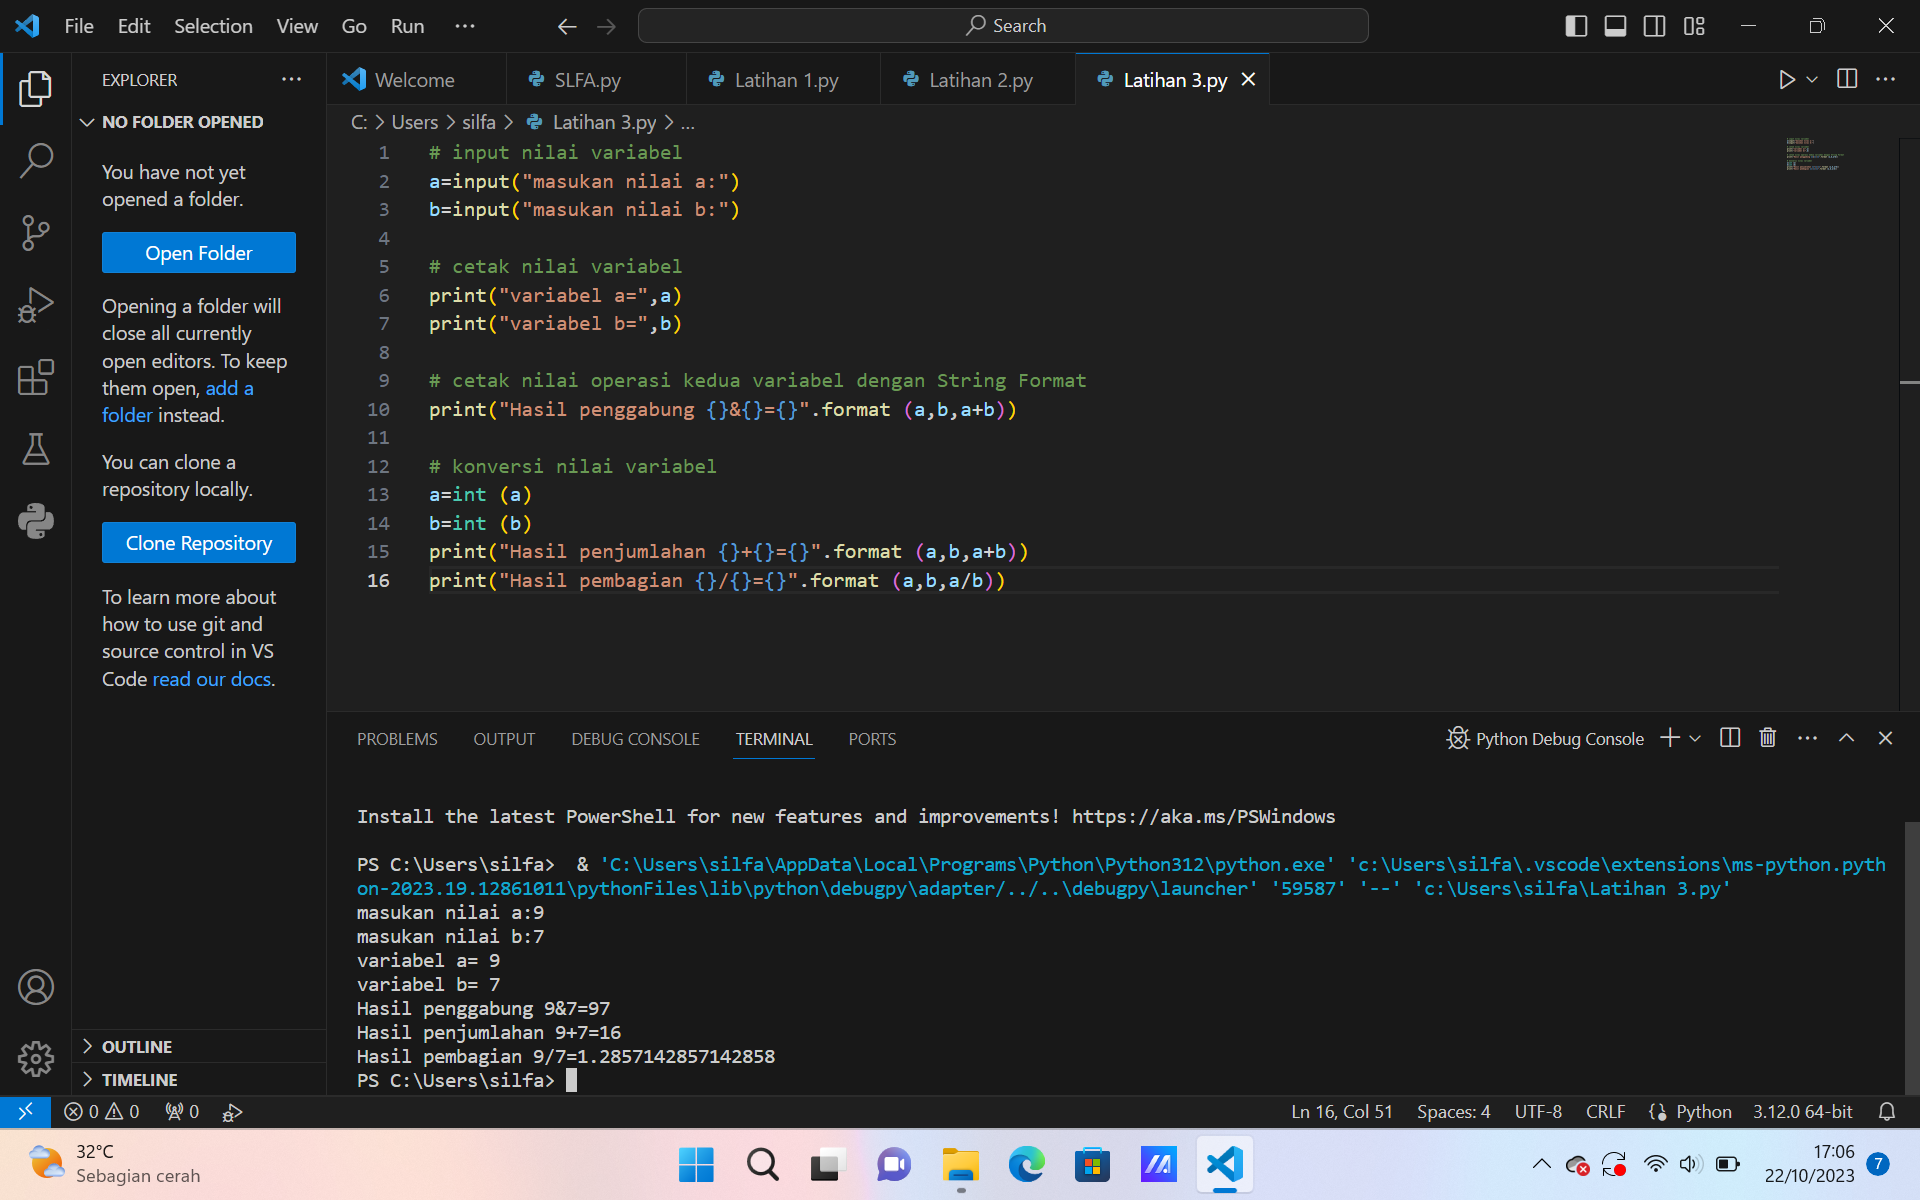 File Edit Selection View Go Run ··· Search
EXPLORER ···
NO FOLDER OPENED
You have not yet
opened a folder.
Open Folder
Opening a folder will
close all currently
open editors. To keep
them open, add a
folder instead.
You can clone a
repository locally.
Clone Repository
To learn more about
how to use git and
source control in VS
Code read our docs.
OUTLINE
TIMELINE
Welcome SLFA.py Latihan 1.py Latihan 2.py Latihan 3.py
C: > Users > silfa > Latihan 3.py > ...
1 # input nilai variabel
2 a=input("masukan nilai a:")
3 b=input("masukan nilai b:")
4
5 # cetak nilai variabel
6 print("variabel a=",a)
7 print("variabel b=",b)
8
9 # cetak nilai operasi kedua variabel dengan String Format
10 print("Hasil penggabung {}&{}={}".format (a,b,a+b))
11
12 # konversi nilai variabel
13 a=int (a)
14 b=int (b)
15 print("Hasil penjumlahan {}+{}={}".format (a,b,a+b))
16 print("Hasil pembagian {}/{}={}".format (a,b,a/b))
PROBLEMS OUTPUT DEBUG CONSOLE TERMINAL PORTS Python Debug Console
Install the latest PowerShell for new features and improvements! https://aka.ms/PSWindows
PS C:\Users\silfa>  & 'C:\Users\silfa\AppData\Local\Programs\Python\Python312\python.exe' 'c:\Users\silfa\.vscode\extensions\ms-python.pyth
on-2023.19.12861011\pythonFiles\lib\python\debugpy\adapter/../..\debugpy\launcher' '59587' '--' 'c:\Users\silfa\Latihan 3.py'
masukan nilai a:9
masukan nilai b:7
variabel a= 9
variabel b= 7
Hasil penggabung 9&7=97
Hasil penjumlahan 9+7=16
Hasil pembagian 9/7=1.2857142857142858
PS C:\Users\silfa>
0 0 0 Ln 16, Col 51 Spaces: 4 UTF-8 CRLF Python 3.12.0 64-bit
32°C
Sebagian cerah
17:06
22/10/2023
7